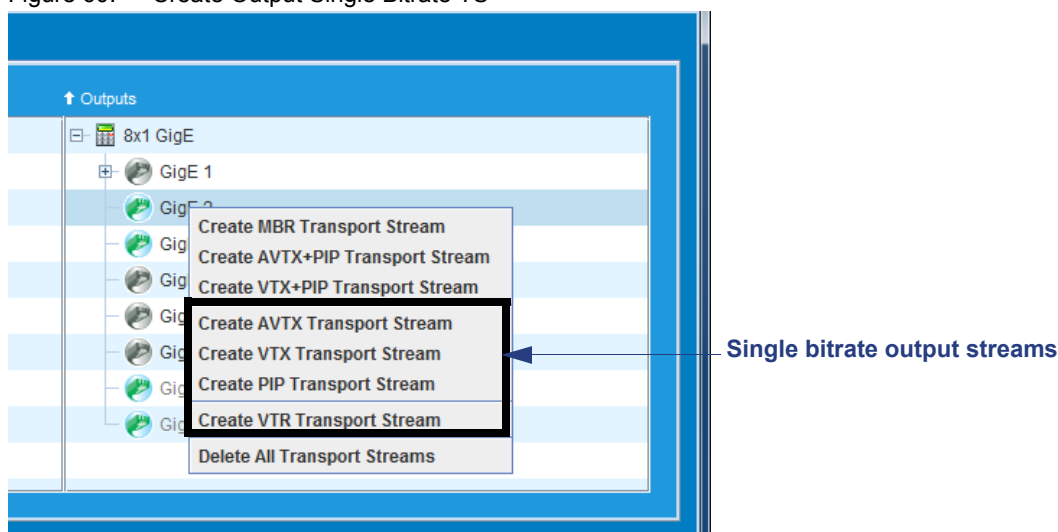 ↑ Outputs
8x1 GigE
GigE 1
Create MBR Transport Stream
Create AVTX+PIP Transport Stream
Create VTX+PIP Transport Stream
Create AVTX Transport Stream
Create VTX Transport Stream
Single bitrate output streams
Create PIP Transport Stream
Create VTR Transport Stream
Delete All Transport Streams